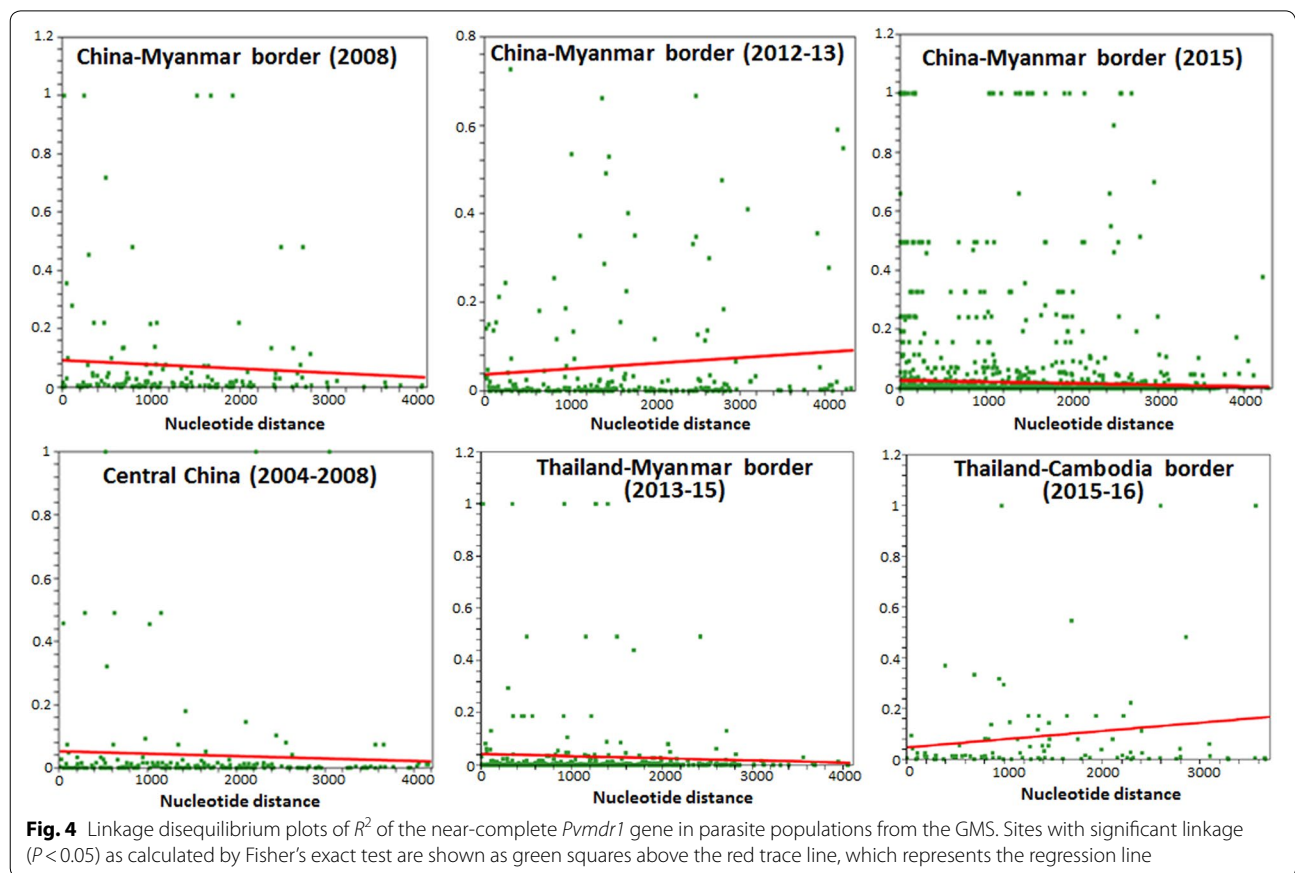 China-Myanmar border (2008)
1.2
1
0.8
0.6
0.4
0.2
0
0 1000 2000 3000 4000
Nucleotide distance
China-Myanmar border (2012-13)
0.8
0.6
0.4
0.2
0
0 1000 2000 3000 4000
Nucleotide distance
China-Myanmar border (2015)
1.2
1
0.8
0.6
0.4
0.2
0
0 1000 2000 3000 4000
Nucleotide distance
Central China (2004-2008)
1
0.8
0.6
0.4
0.2
0
0 1000 2000 3000 4000
Nucleotide distance
Thailand-Myanmar border
(2013-15)
1.2
1
0.8
0.6
0.4
0.2
0
0 1000 2000 3000 4000
Nucleotide distance
Thailand-Cambodia border
(2015-16)
1.2
1
0.8
0.6
0.4
0.2
0
0 1000 2000 3000
Nucleotide distance
Fig. 4 Linkage disequilibrium plots of R² of the near-complete Pvmdr1 gene in parasite populations from the GMS. Sites with significant linkage
(P < 0.05) as calculated by Fisher's exact test are shown as green squares above the red trace line, which represents the regression line